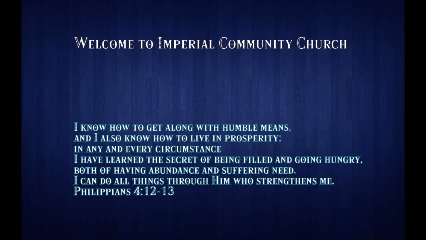 Welcome to Imperial Community Church
I know how to get along with humble means,
and I also know how to live in prosperity;
in any and every circumstance
I have learned the secret of being filled and going hungry,
both of having abundance and suffering need.
I can do all things through Him who strengthens me.
Philippians 4:12-13